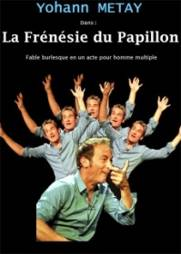 Yohann METAY
Dans :
La Frénésie du Papillon
Fable burlesque en un acte pour homme multiple